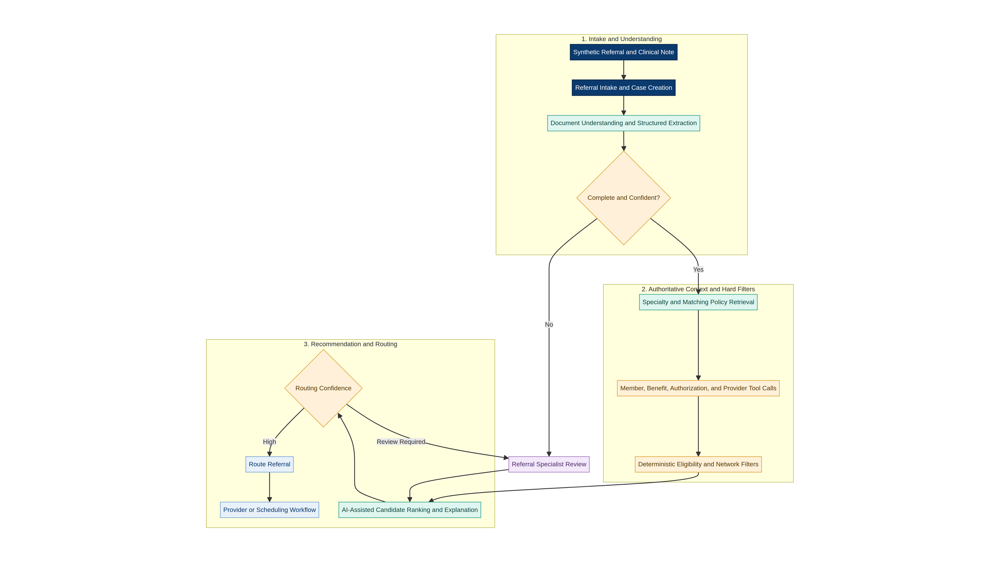 1. Intake and Understanding
Synthetic Referral and Clinical Note
Referral Intake and Case Creation
Document Understanding and Structured Extraction
Complete and Confident?
Yes
No
2. Authoritative Context and Hard Filters
Specialty and Matching Policy Retrieval
Member, Benefit, Authorization, and Provider Tool Calls
Deterministic Eligibility and Network Filters
3. Recommendation and Routing
Routing Confidence
High
Review Required
Route Referral
Referral Specialist Review
Provider or Scheduling Workflow
AI-Assisted Candidate Ranking and Explanation